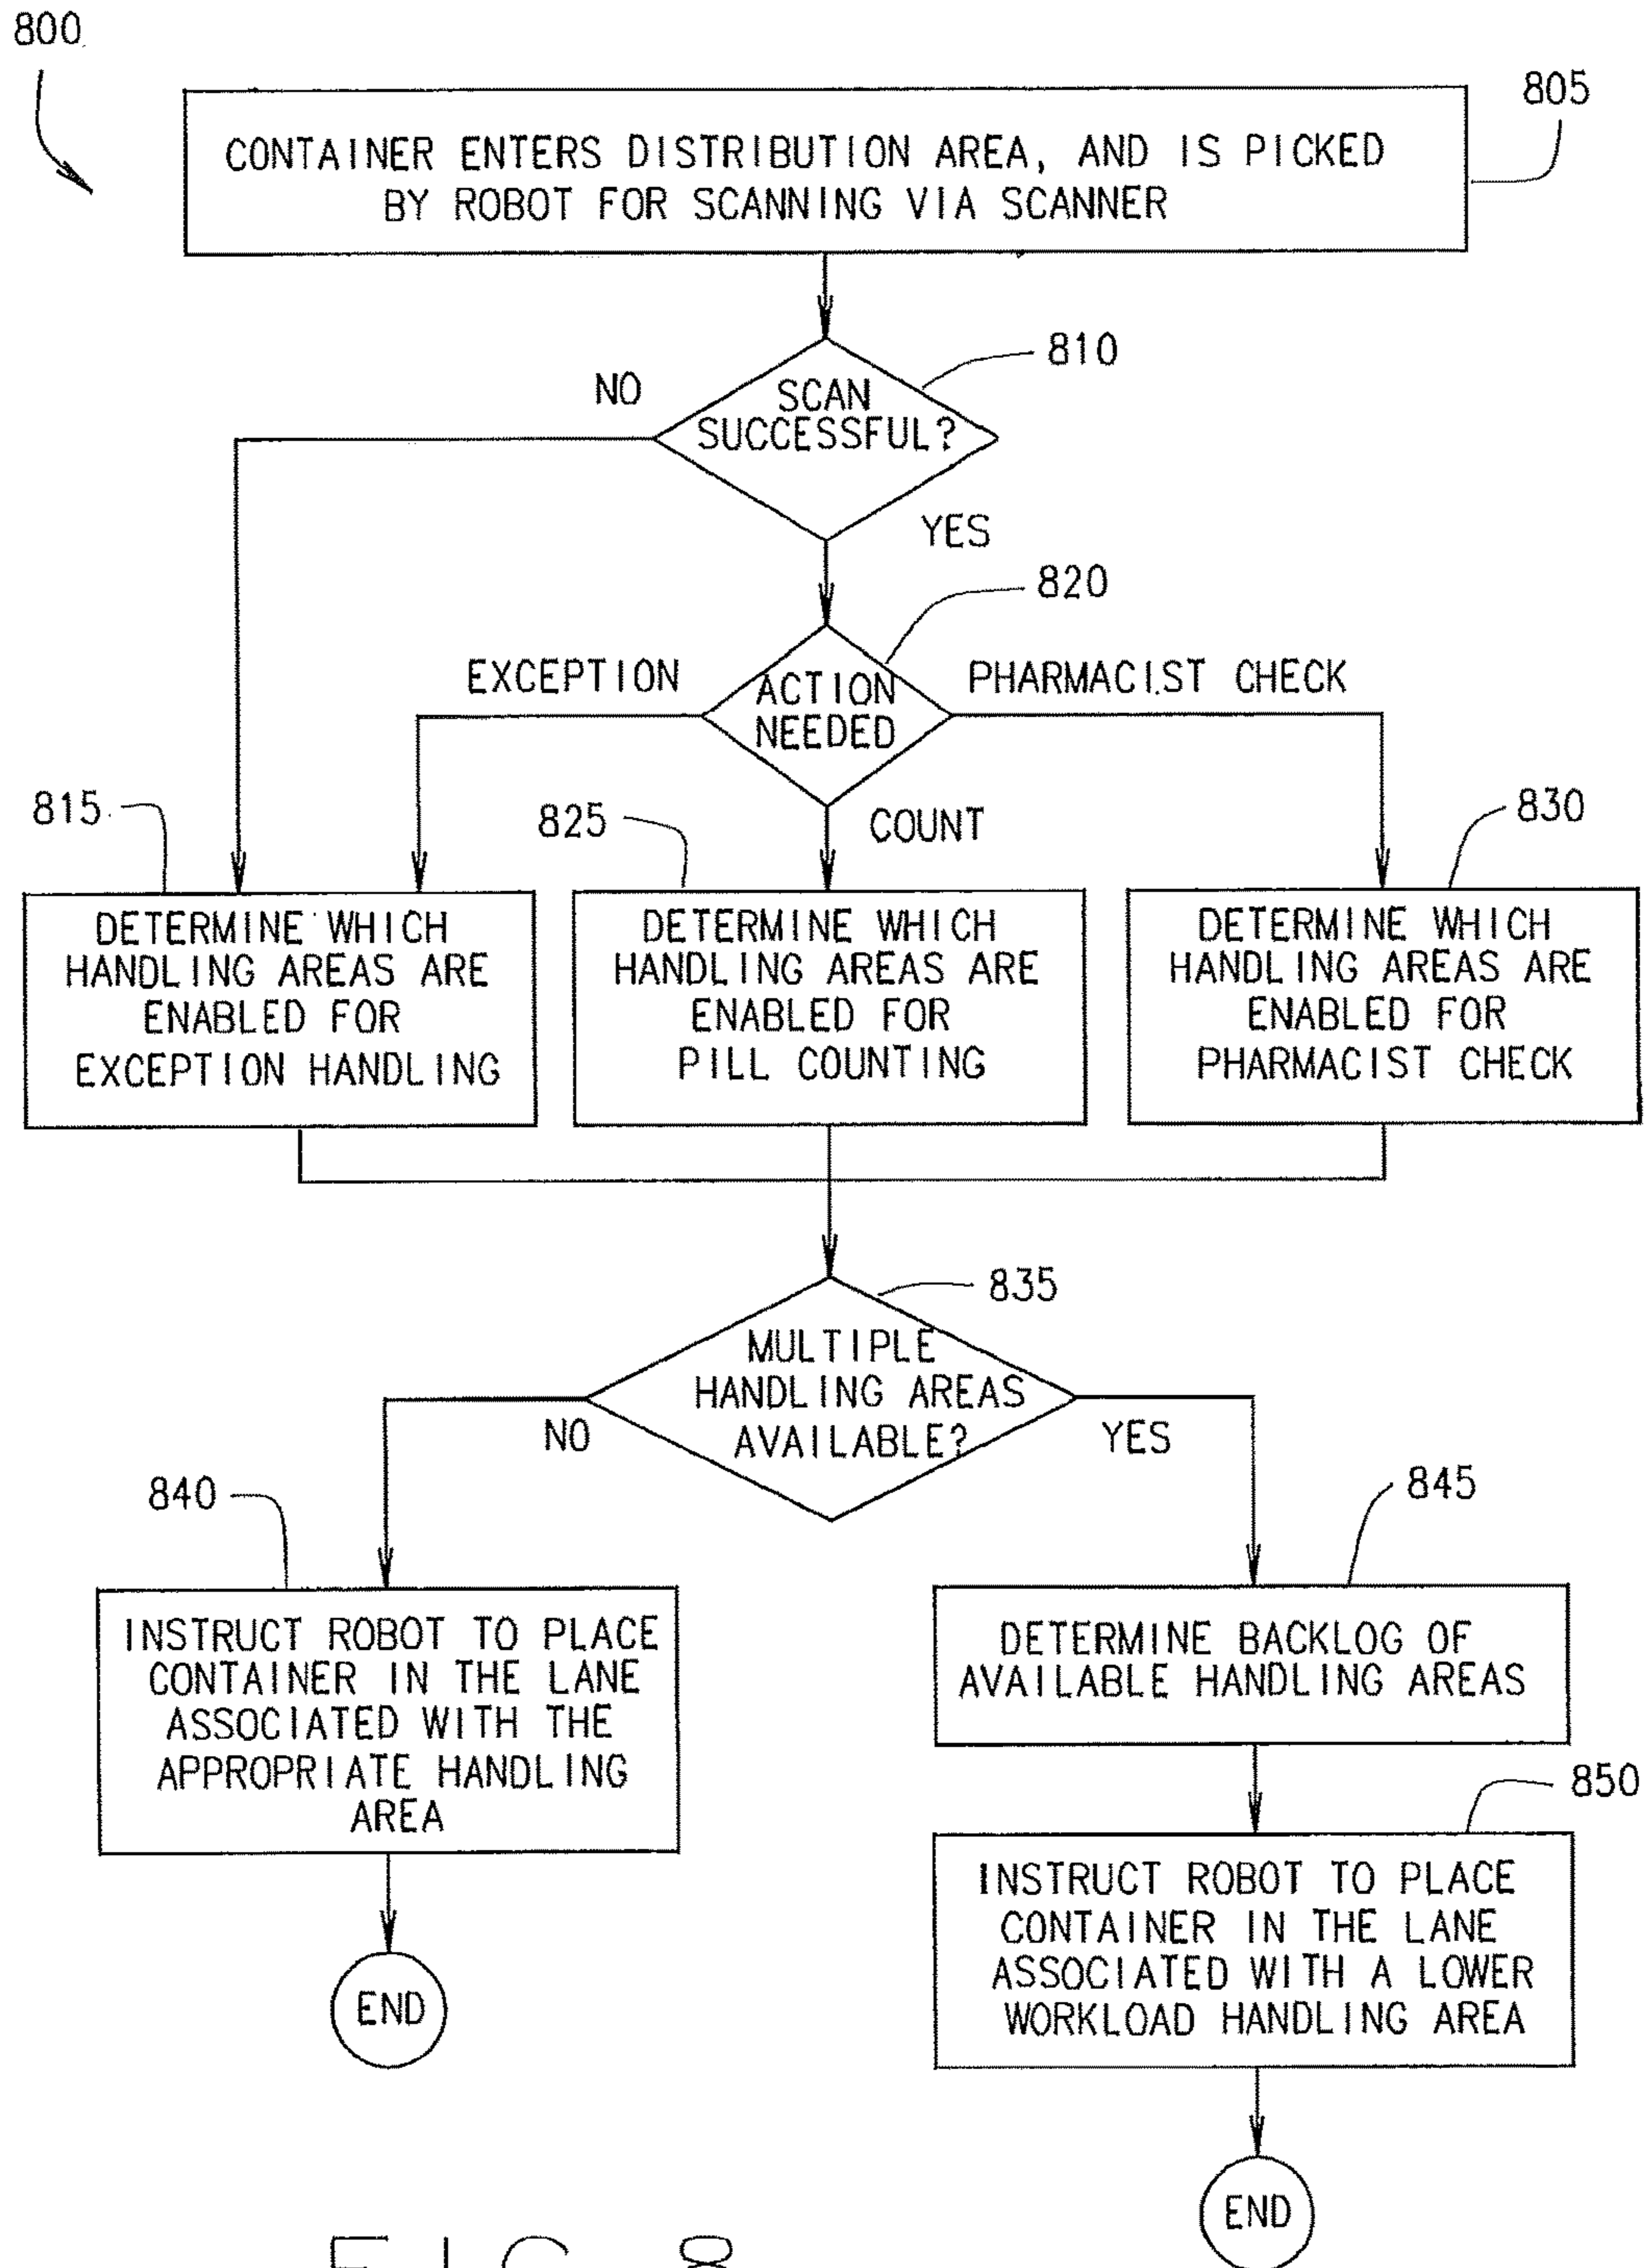 800
805
CONTAINER ENTERS DISTRIBUTION AREA, AND IS PICKED
BY ROBOT FOR SCANNING VIA SCANNER
810
NO
SCAN
SUCCESSFUL?
YES
820
EXCEPTION
ACTION
NEEDED
PHARMACIST CHECK
815
825
COUNT
830
DETERMINE WHICH
HANDLING AREAS ARE
ENABLED FOR
EXCEPTION HANDLING
DETERMINE WHICH
HANDLING AREAS ARE
ENABLED FOR
PILL COUNTING
DETERMINE WHICH
HANDLING AREAS ARE
ENABLED FOR
PHARMACIST CHECK
835
MULTIPLE
HANDLING AREAS
AVAILABLE?
NO
YES
840
845
INSTRUCT ROBOT TO PLACE
CONTAINER IN THE LANE
ASSOCIATED WITH THE
APPROPRIATE HANDLING
AREA
DETERMINE BACKLOG OF
AVAILABLE HANDLING AREAS
850
INSTRUCT ROBOT TO PLACE
CONTAINER IN THE LANE
ASSOCIATED WITH A LOWER
WORKLOAD HANDLING AREA
END
END
FIG. 8